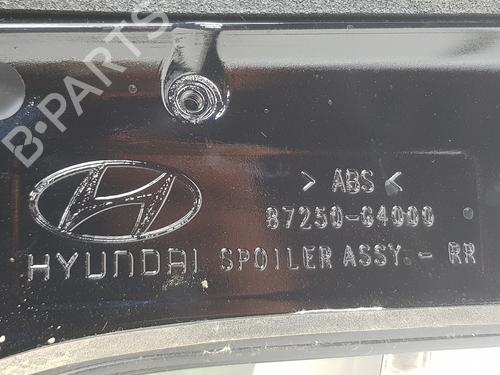 B-PARTS
> ABS <
87250-G4000
HYUNDAI SPOILER ASSY.- RR